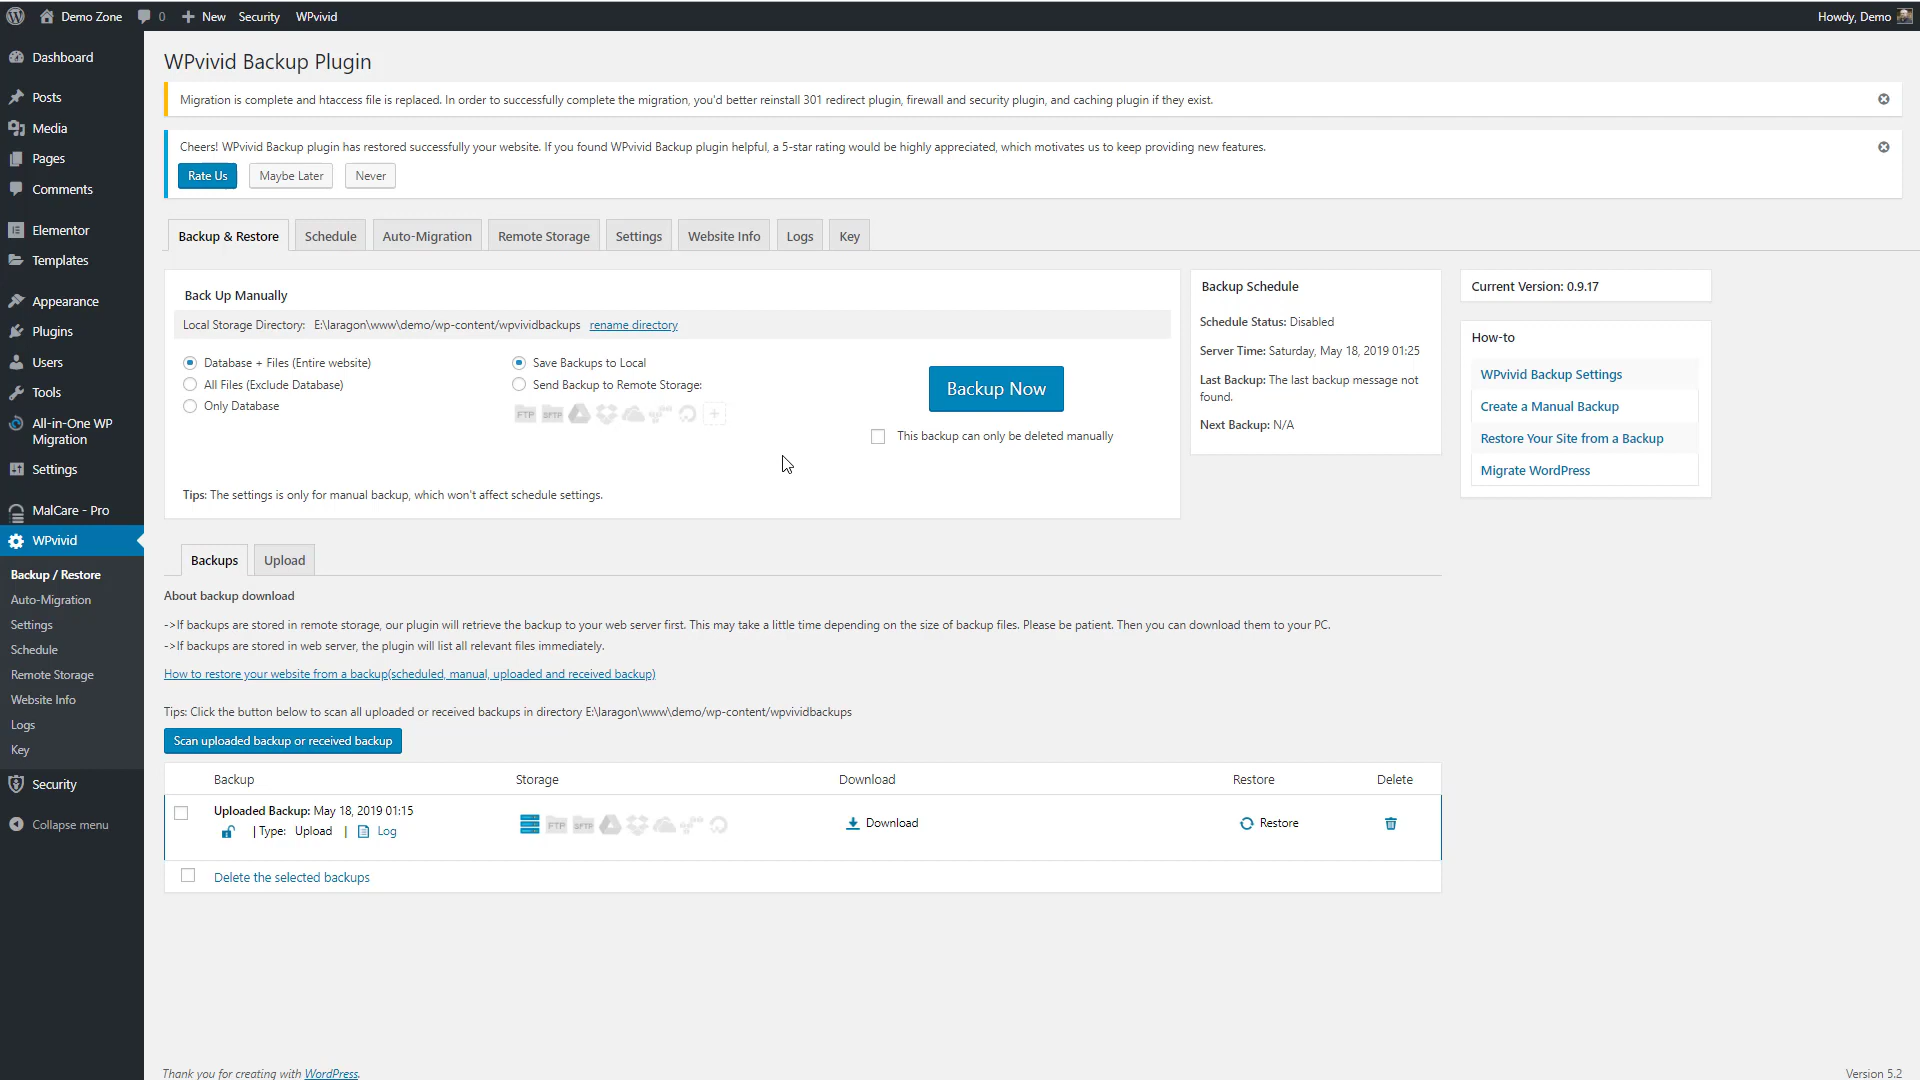 Demo Zone 0 New Security WPvivid Howdy, Demo
Dashboard
Posts
Media
Pages
Comments
Elementor
Templates
Appearance
Plugins
Users
Tools
All-in-One WP
Migration
Settings
MalCare - Pro
WPvivid
Backup / Restore
Auto-Migration
Settings
Schedule
Remote Storage
Website Info
Logs
Key
Security
Collapse menu
WPvivid Backup Plugin
Migration is complete and htaccess file is replaced. In order to successfully complete the migration, you'd better reinstall 301 redirect plugin, firewall and security plugin, and caching plugin if they exist.
Cheers! WPvivid Backup plugin has restored successfully your website. If you found WPvivid Backup plugin helpful, a 5-star rating would be highly appreciated, which motivates us to keep providing new features.
Rate Us Maybe Later Never
Backup & Restore Schedule Auto-Migration Remote Storage Settings Website Info Logs Key
Back Up Manually
Local Storage Directory: E:\laragon\www\demo/wp-content/wpvividbackups rename directory
Database + Files (Entire website)
All Files (Exclude Database)
Only Database
Save Backups to Local
Send Backup to Remote Storage:
FTP SFTP
Backup Now
This backup can only be deleted manually
Tips: The settings is only for manual backup, which won't affect schedule settings.
Backup Schedule
Schedule Status: Disabled
Server Time: Saturday, May 18, 2019 01:25
Last Backup: The last backup message not
found.
Next Backup: N/A
Current Version: 0.9.17
How-to
WPvivid Backup Settings
Create a Manual Backup
Restore Your Site from a Backup
Migrate WordPress
Backups Upload
About backup download
->If backups are stored in remote storage, our plugin will retrieve the backup to your web server first. This may take a little time depending on the size of backup files. Please be patient. Then you can download them to your PC.
->If backups are stored in web server, the plugin will list all relevant files immediately.
How to restore your website from a backup(scheduled, manual, uploaded and received backup)
Tips: Click the button below to scan all uploaded or received backups in directory E:\laragon\www\demo/wp-content/wpvividbackups
Scan uploaded backup or received backup
Backup Storage Download Restore Delete
Uploaded Backup: May 18, 2019 01:15
| Type: Upload | Log
FTP SFTP
Download
Restore
Delete the selected backups
Thank you for creating with WordPress.
Version 5.2